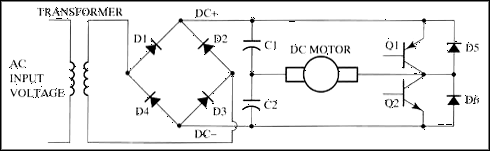 TRANSFORMER
DC+
D1
D2
C1
DC MOTOR
Q1
D5
AC
INPUT
VOLTAGE
D4
D3
C2
Q2
D6
DC−